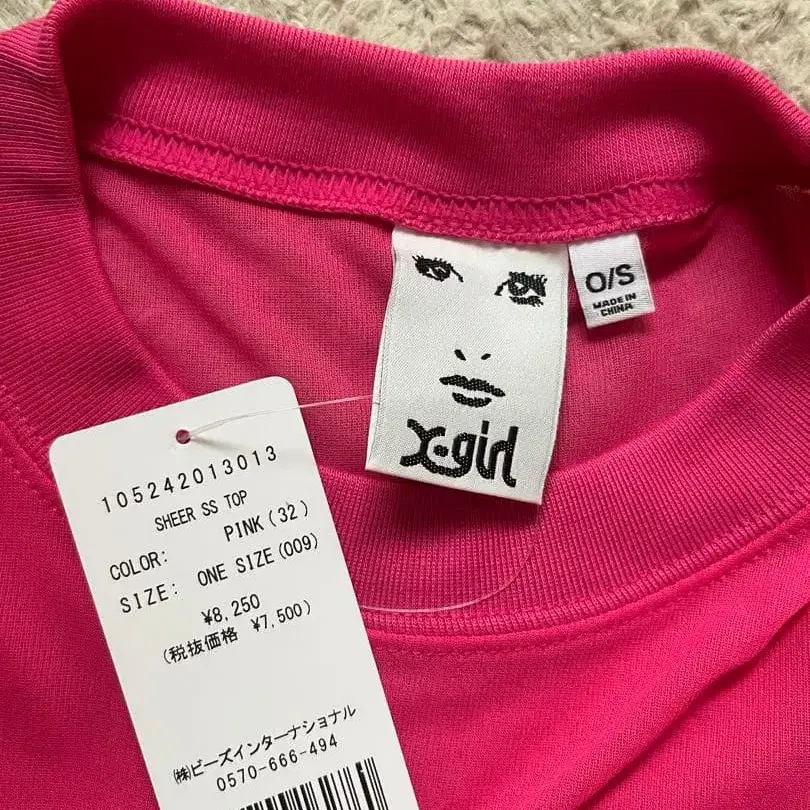 X-girl
O/S
MADE IN
CHINA
105242013013
SHEER SS TOP
COLOR: PINK(32)
SIZE: ONE SIZE(009)
¥8,250
(税抜価格 ¥7,500)
㈱ビーズインターナショナル
0570-666-494